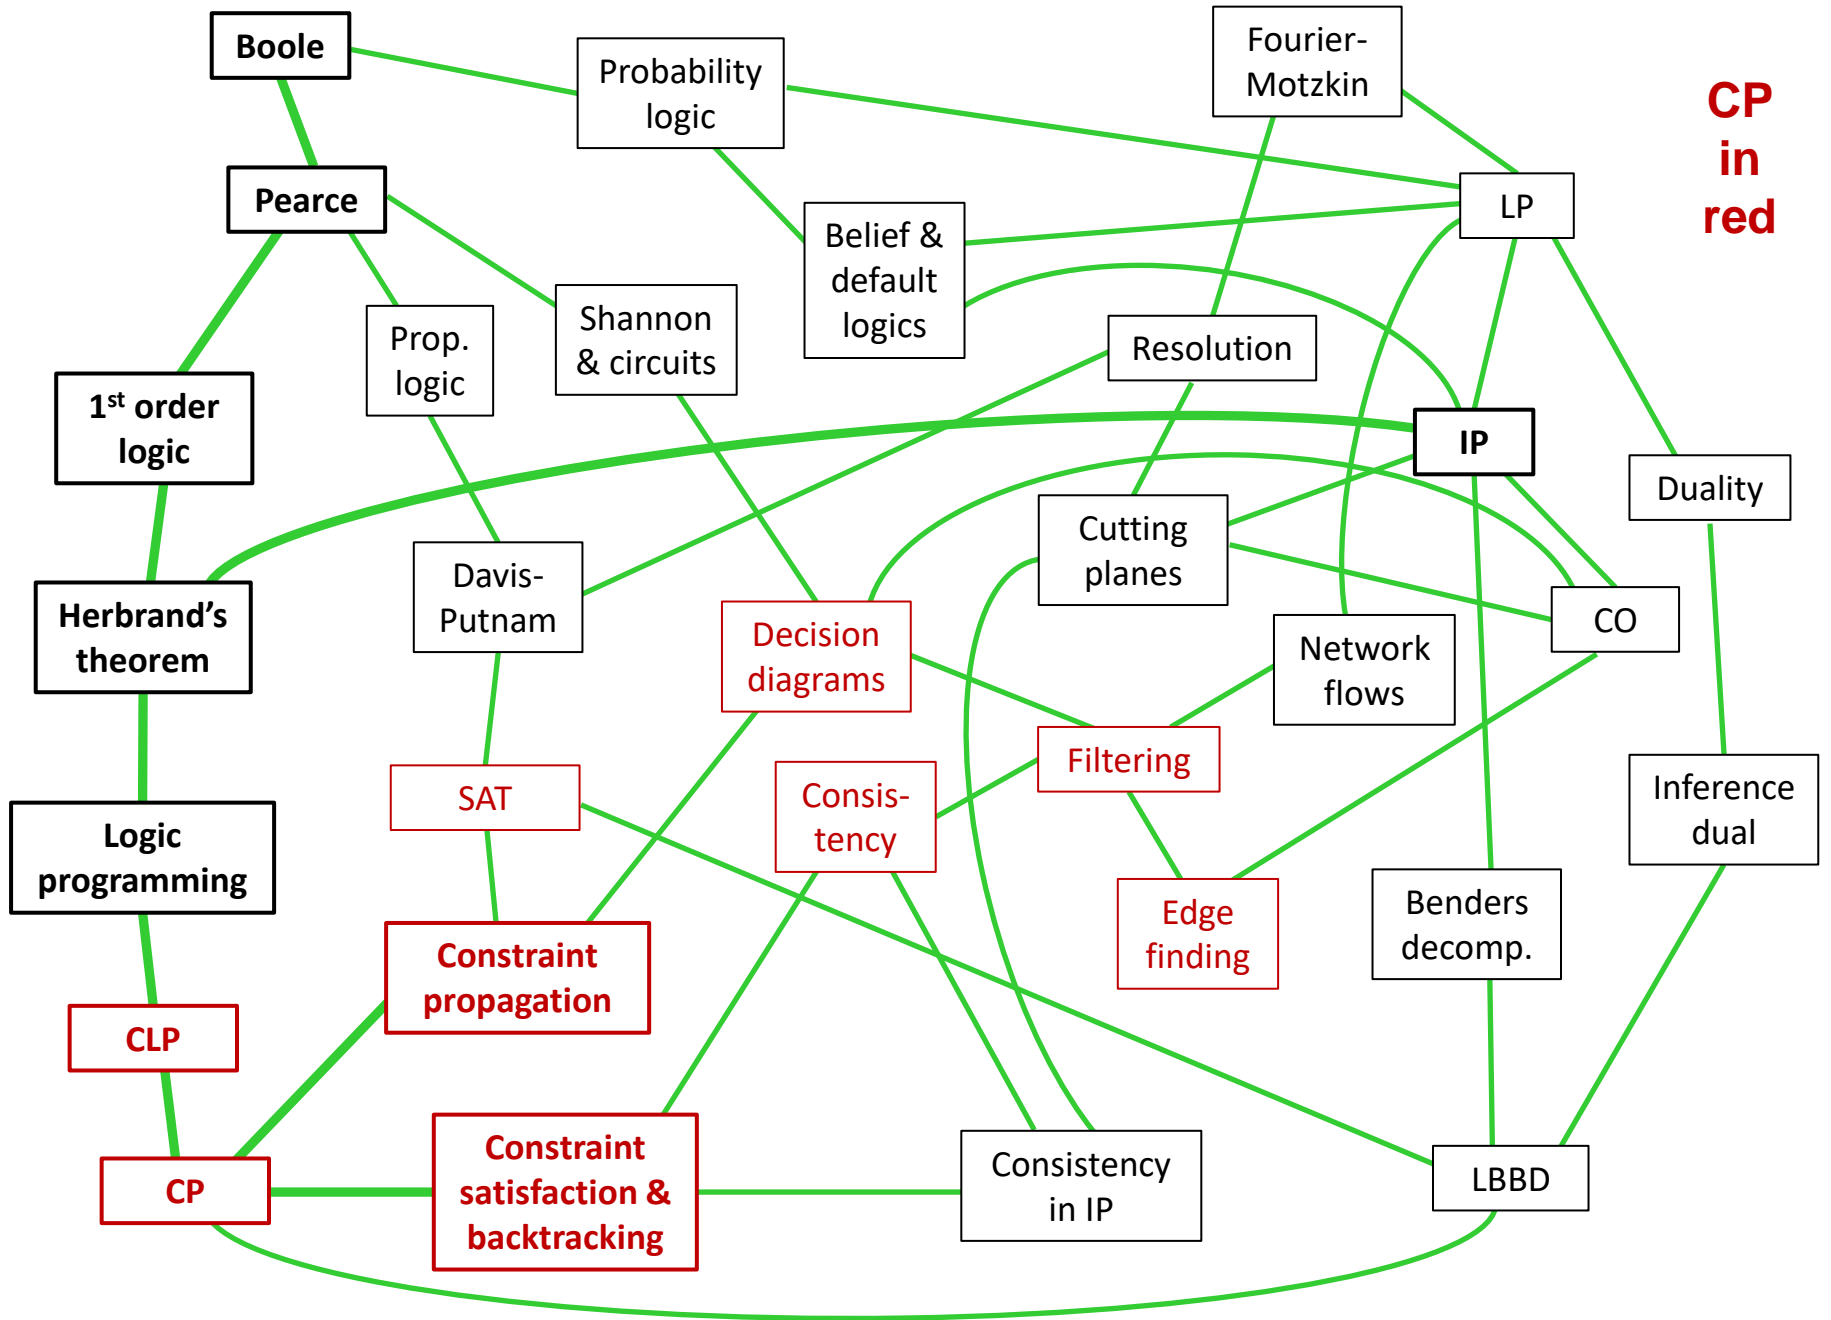 Boole
Probability
logic
Fourier-
Motzkin
CP
in
red
Pearce
LP
Belief &
default
logics
Prop.
logic
Shannon
& circuits
Resolution
1st order
logic
IP
Duality
Cutting
planes
Davis-
Putnam
Herbrand's
theorem
Decision
diagrams
CO
Network
flows
Filtering
SAT
Consis-
tency
Inference
dual
Logic
programming
Edge
finding
Benders
decomp.
Constraint
propagation
CLP
CP
Constraint
satisfaction &
backtracking
Consistency
in IP
LBBD